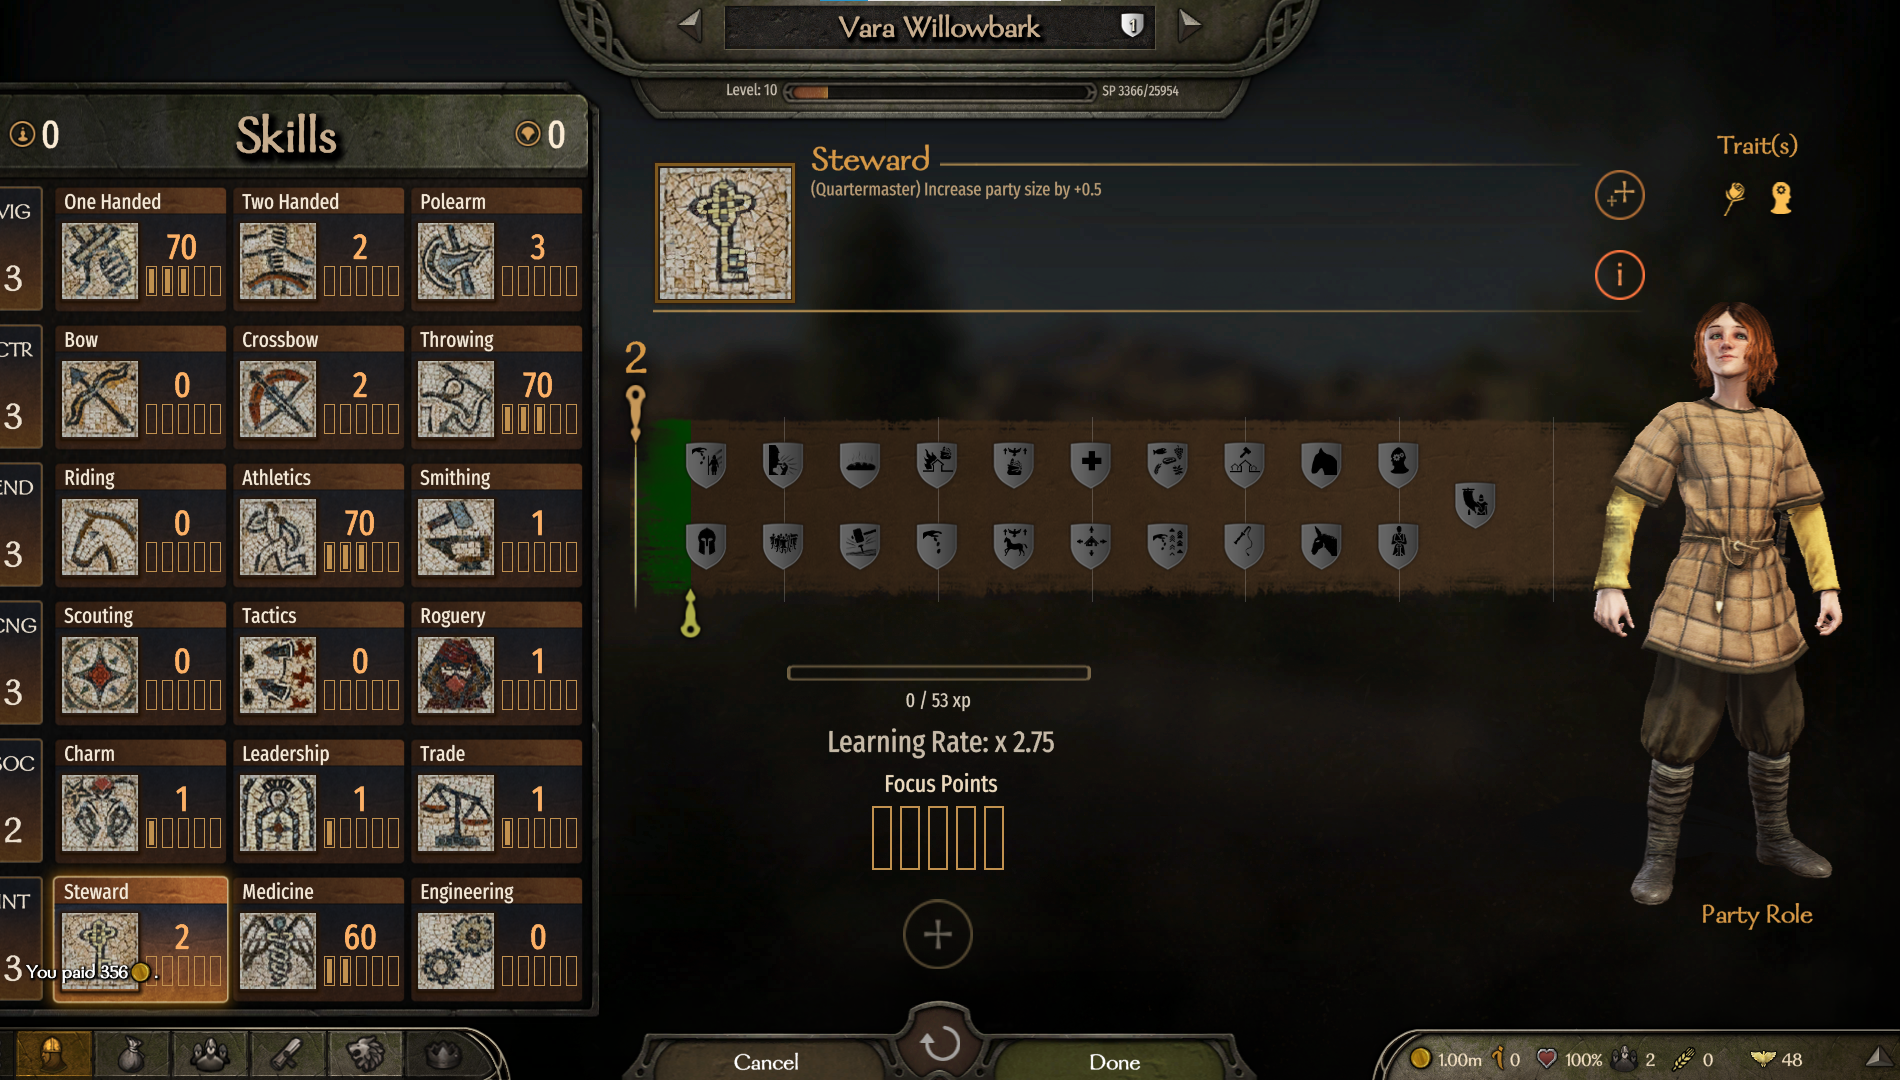 Vara Willowbark
1
Level: 10
SP 3366/25954
0
Skills
0
VIG
3
One Handed
70
Two Handed
2
Polearm
3
CTR
3
Bow
0
Crossbow
2
Throwing
70
END
3
Riding
0
Athletics
70
Smithing
1
CNG
3
Scouting
0
Tactics
0
Roguery
1
SOC
2
Charm
1
Leadership
1
Trade
1
INT
3
Steward
2
Medicine
60
Engineering
0
You paid 356 .
Steward
(Quartermaster) Increase party size by +0.5
i
Trait(s)
2
0 / 53 xp
Learning Rate: x 2.75
Focus Points
Party Role
Cancel
Done
1.00m 0 100% 2 0 48